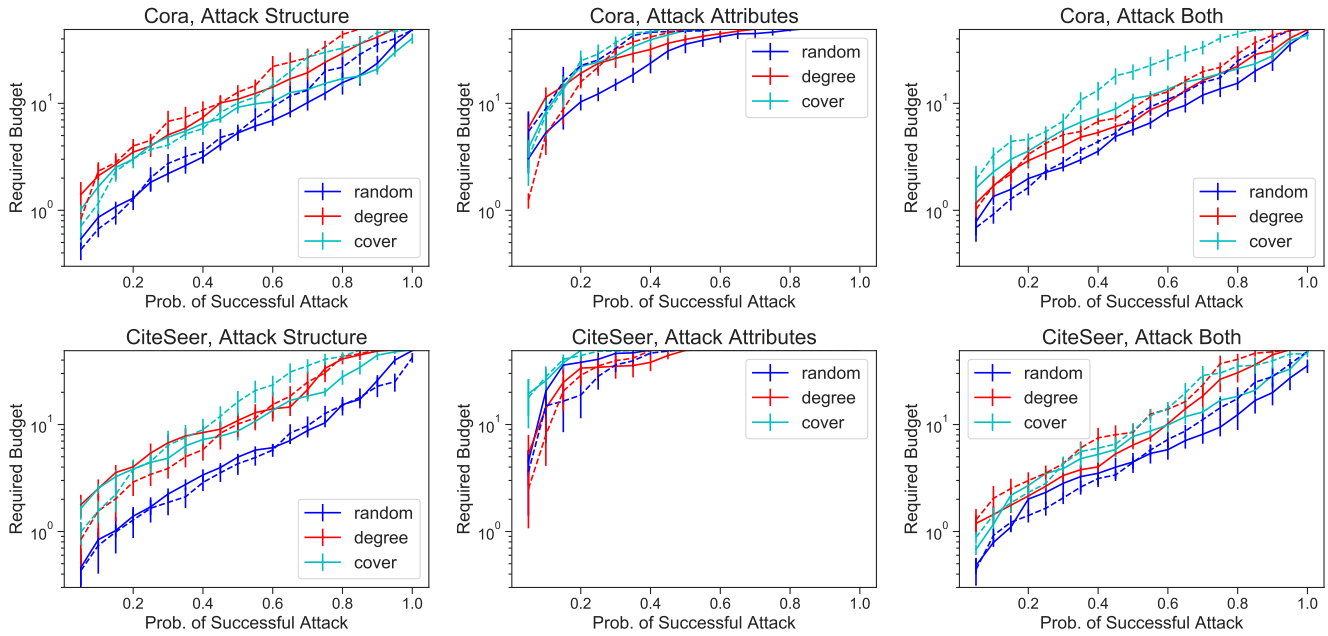 Cora, Attack Structure
Required Budget
10^1
10^0
random
degree
cover
0.2 0.4 0.6 0.8 1.0
Prob. of Successful Attack
Cora, Attack Attributes
Required Budget
10^1
10^0
random
degree
cover
0.2 0.4 0.6 0.8 1.0
Prob. of Successful Attack
Cora, Attack Both
Required Budget
10^1
10^0
random
degree
cover
0.2 0.4 0.6 0.8 1.0
Prob. of Successful Attack
CiteSeer, Attack Structure
Required Budget
10^1
10^0
random
degree
cover
0.2 0.4 0.6 0.8 1.0
Prob. of Successful Attack
CiteSeer, Attack Attributes
Required Budget
10^1
10^0
random
degree
cover
0.2 0.4 0.6 0.8 1.0
Prob. of Successful Attack
CiteSeer, Attack Both
Required Budget
10^1
10^0
random
degree
cover
0.2 0.4 0.6 0.8 1.0
Prob. of Successful Attack